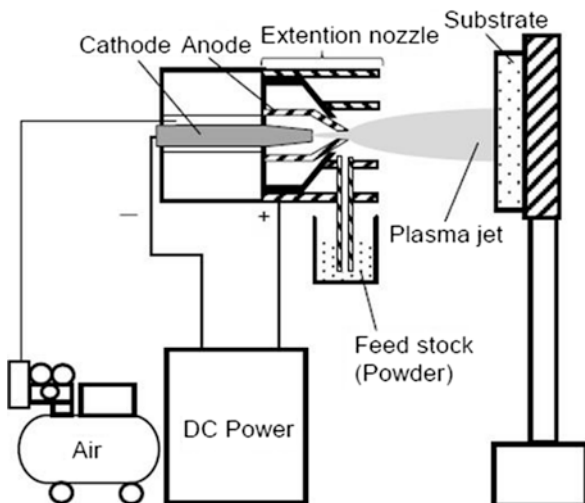 Substrate
Extention nozzle
Cathode Anode
—
+
Plasma jet
Feed stock
(Powder)
DC Power
Air